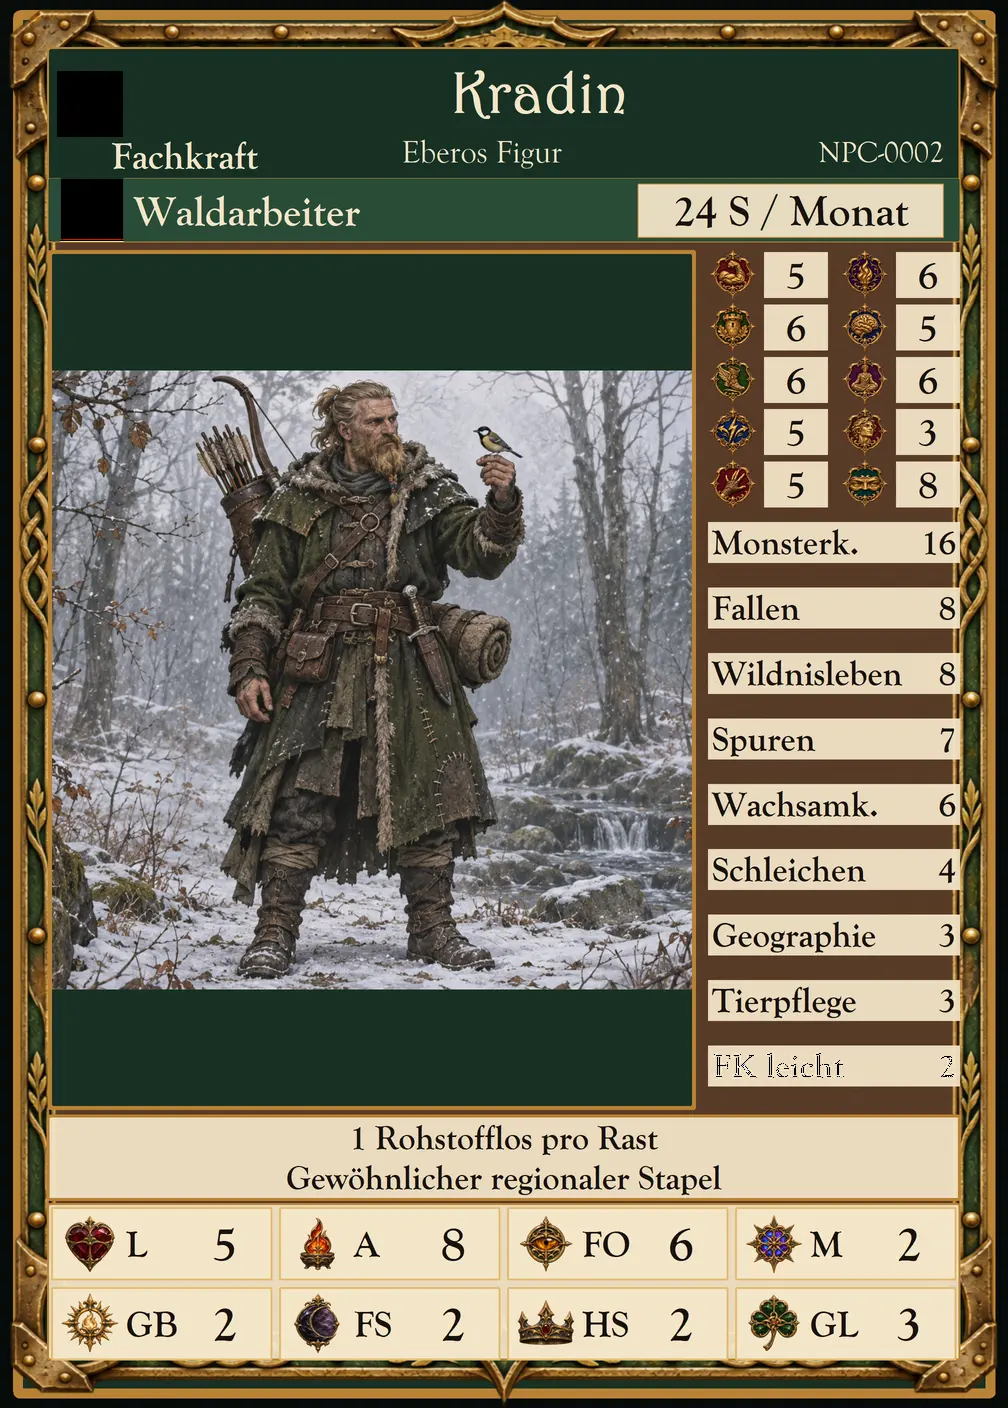 Kradin
Fachkraft Eberos Figur NPC-0002
Waldarbeiter 24 S / Monat
5 6
6 5
6 6
5 3
5 8
Monsterk. 16
Fallen 8
Wildnisleben 8
Spuren 7
Wachsamk. 6
Schleichen 4
Geographie 3
Tierpflege 3
FK leicht 2
1 Rohstofflos pro Rast
Gewöhnlicher regionaler Stapel
L 5 A 8 FO 6 M 2
GB 2 FS 2 HS 2 GL 3